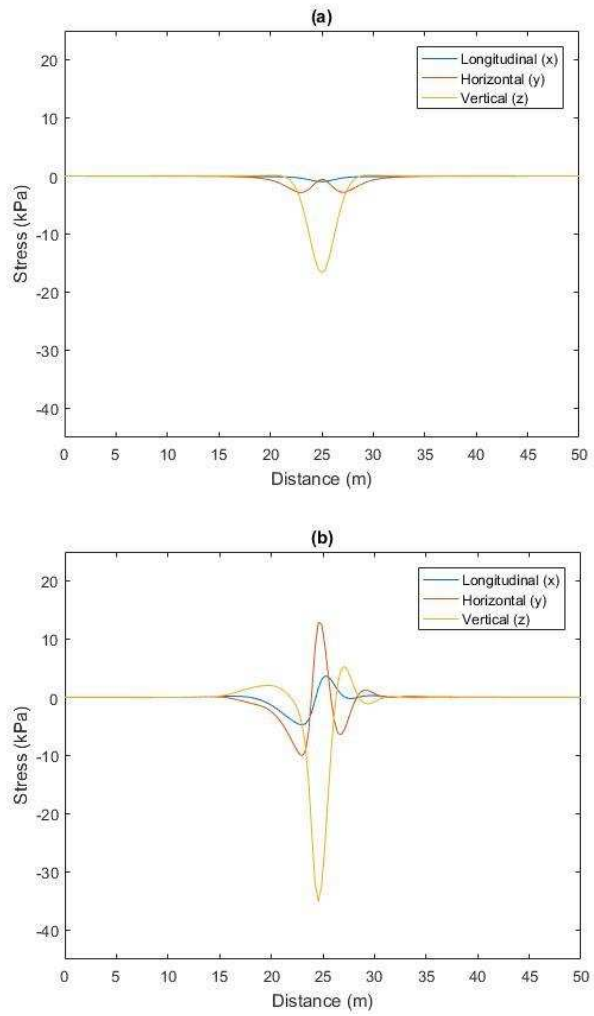 (a)
20
10
0
-10
-20
-30
-40
Stress (kPa)
Longitudinal (x)
Horizontal (y)
Vertical (z)
0 5 10 15 20 25 30 35 40 45 50
Distance (m)
(b)
20
10
0
-10
-20
-30
-40
Stress (kPa)
Longitudinal (x)
Horizontal (y)
Vertical (z)
0 5 10 15 20 25 30 35 40 45 50
Distance (m)